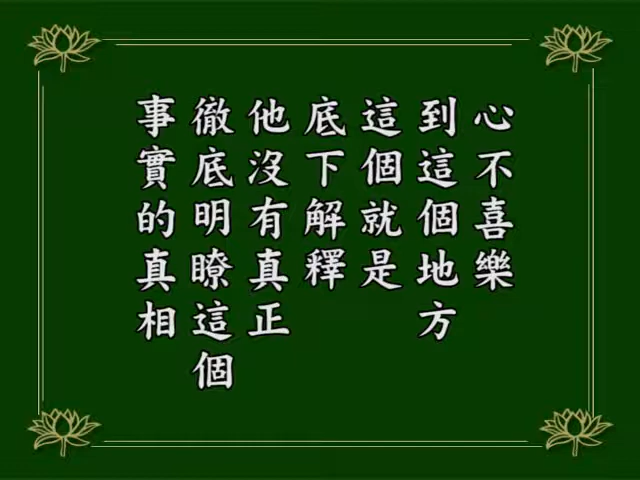 心不喜樂
到這個地方
這個就是
底下解釋
他沒有真正
徹底明瞭這個
事實的真相